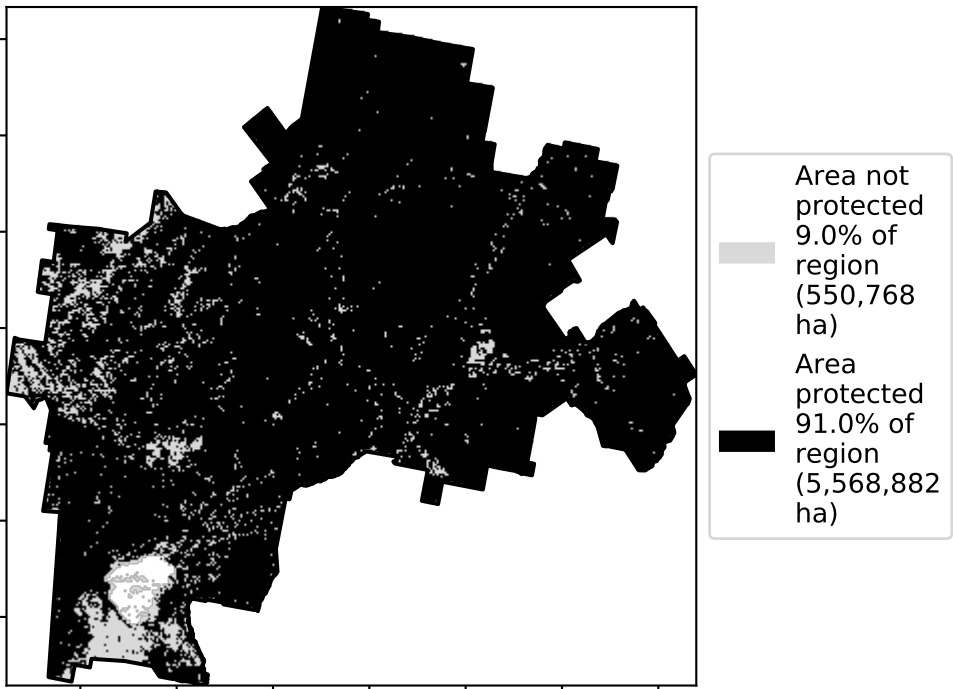 Area not
protected
9.0% of
region
(550,768
ha)
Area
protected
91.0% of
region
(5,568,882
ha)